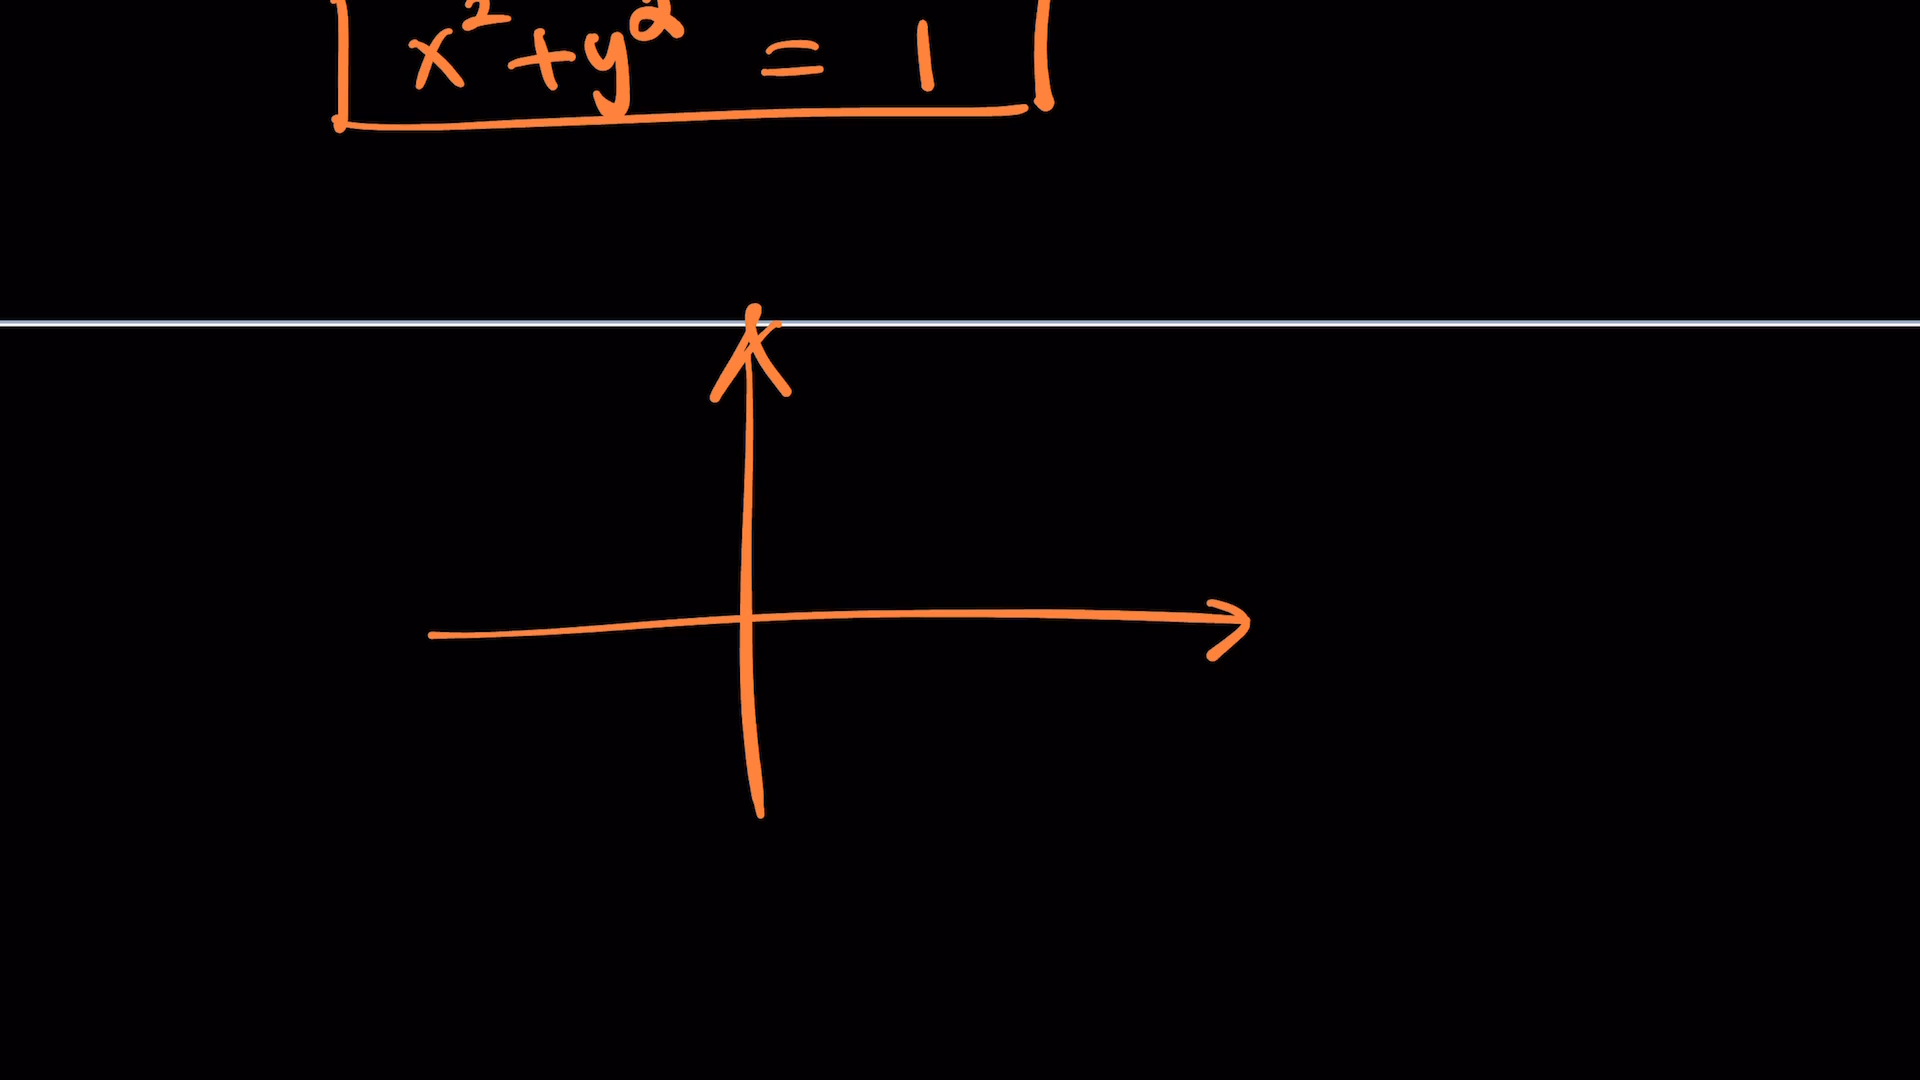 x²+y² = 1